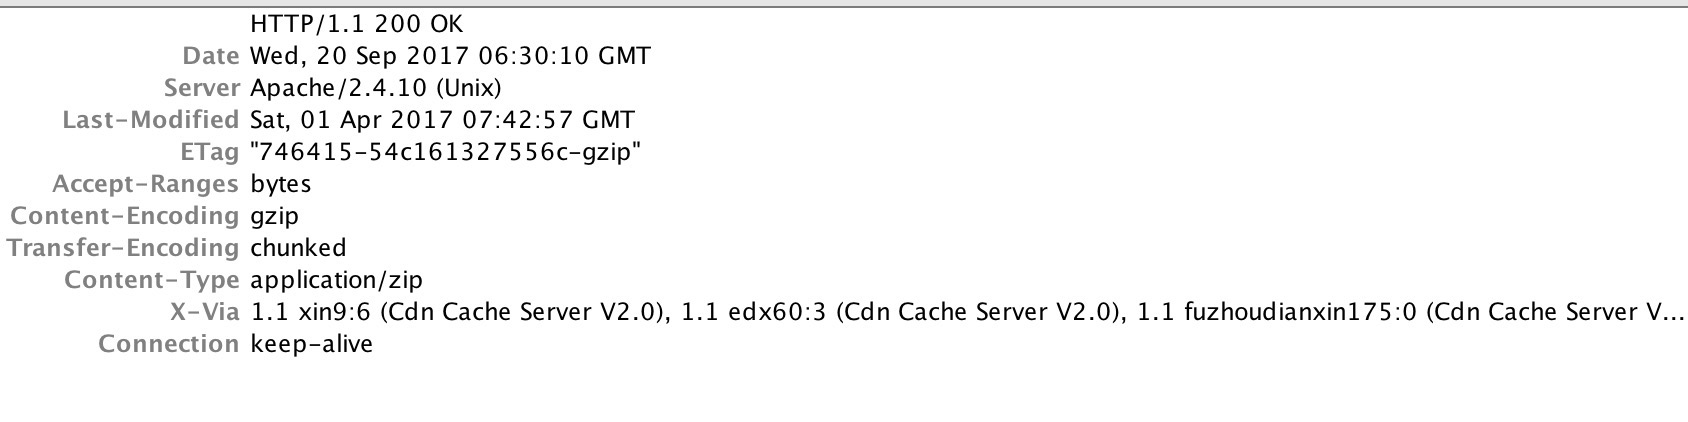 HTTP/1.1 200 OK
Date Wed, 20 Sep 2017 06:30:10 GMT
Server Apache/2.4.10 (Unix)
Last-Modified Sat, 01 Apr 2017 07:42:57 GMT
ETag "746415-54c161327556c-gzip"
Accept-Ranges bytes
Content-Encoding gzip
Transfer-Encoding chunked
Content-Type application/zip
X-Via 1.1 xin9:6 (Cdn Cache Server V2.0), 1.1 edx60:3 (Cdn Cache Server V2.0), 1.1 fuzhoudianxin175:0 (Cdn Cache Server V...
Connection keep-alive